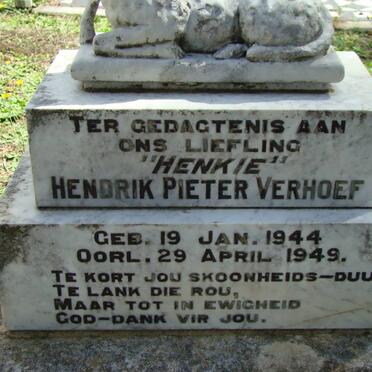 TER GEDAGTENIS AAN
ONS LIEFLING
"HENKIE"
HENDRIK PIETER VERHOEF
GEB. 19 JAN. 1944
OORL. 29 APRIL 1949.
TE KORT JOU SKOONHEIDS-DUU
TE LANK DIE ROU,
MAAR TOT IN EWIGHEID
GOD-DANK VIR JOU.